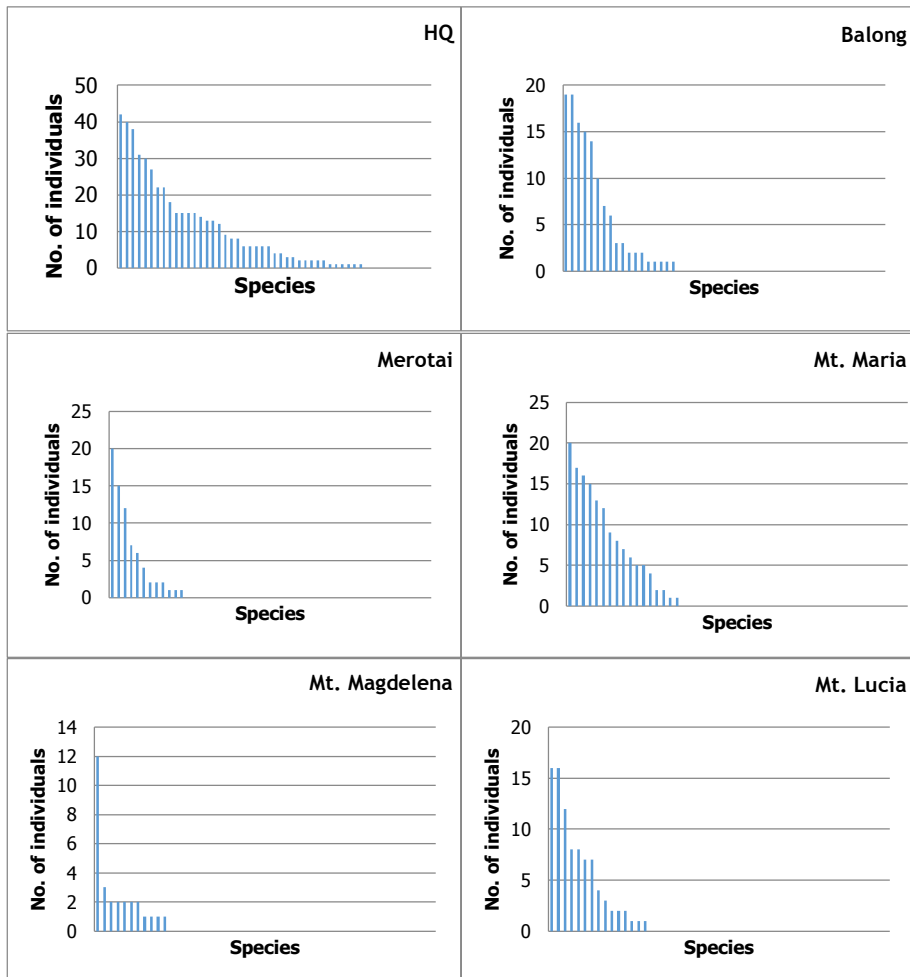 HQ
50
40
30
20
10
0
No. of individuals
Species
Balong
20
15
10
5
0
No. of individuals
Species
Merotai
25
20
15
10
5
0
No. of individuals
Species
Mt. Maria
25
20
15
10
5
0
No. of individuals
Species
Mt. Magdelena
14
12
10
8
6
4
2
0
No. of individuals
Species
Mt. Lucia
20
15
10
5
0
No. of individuals
Species